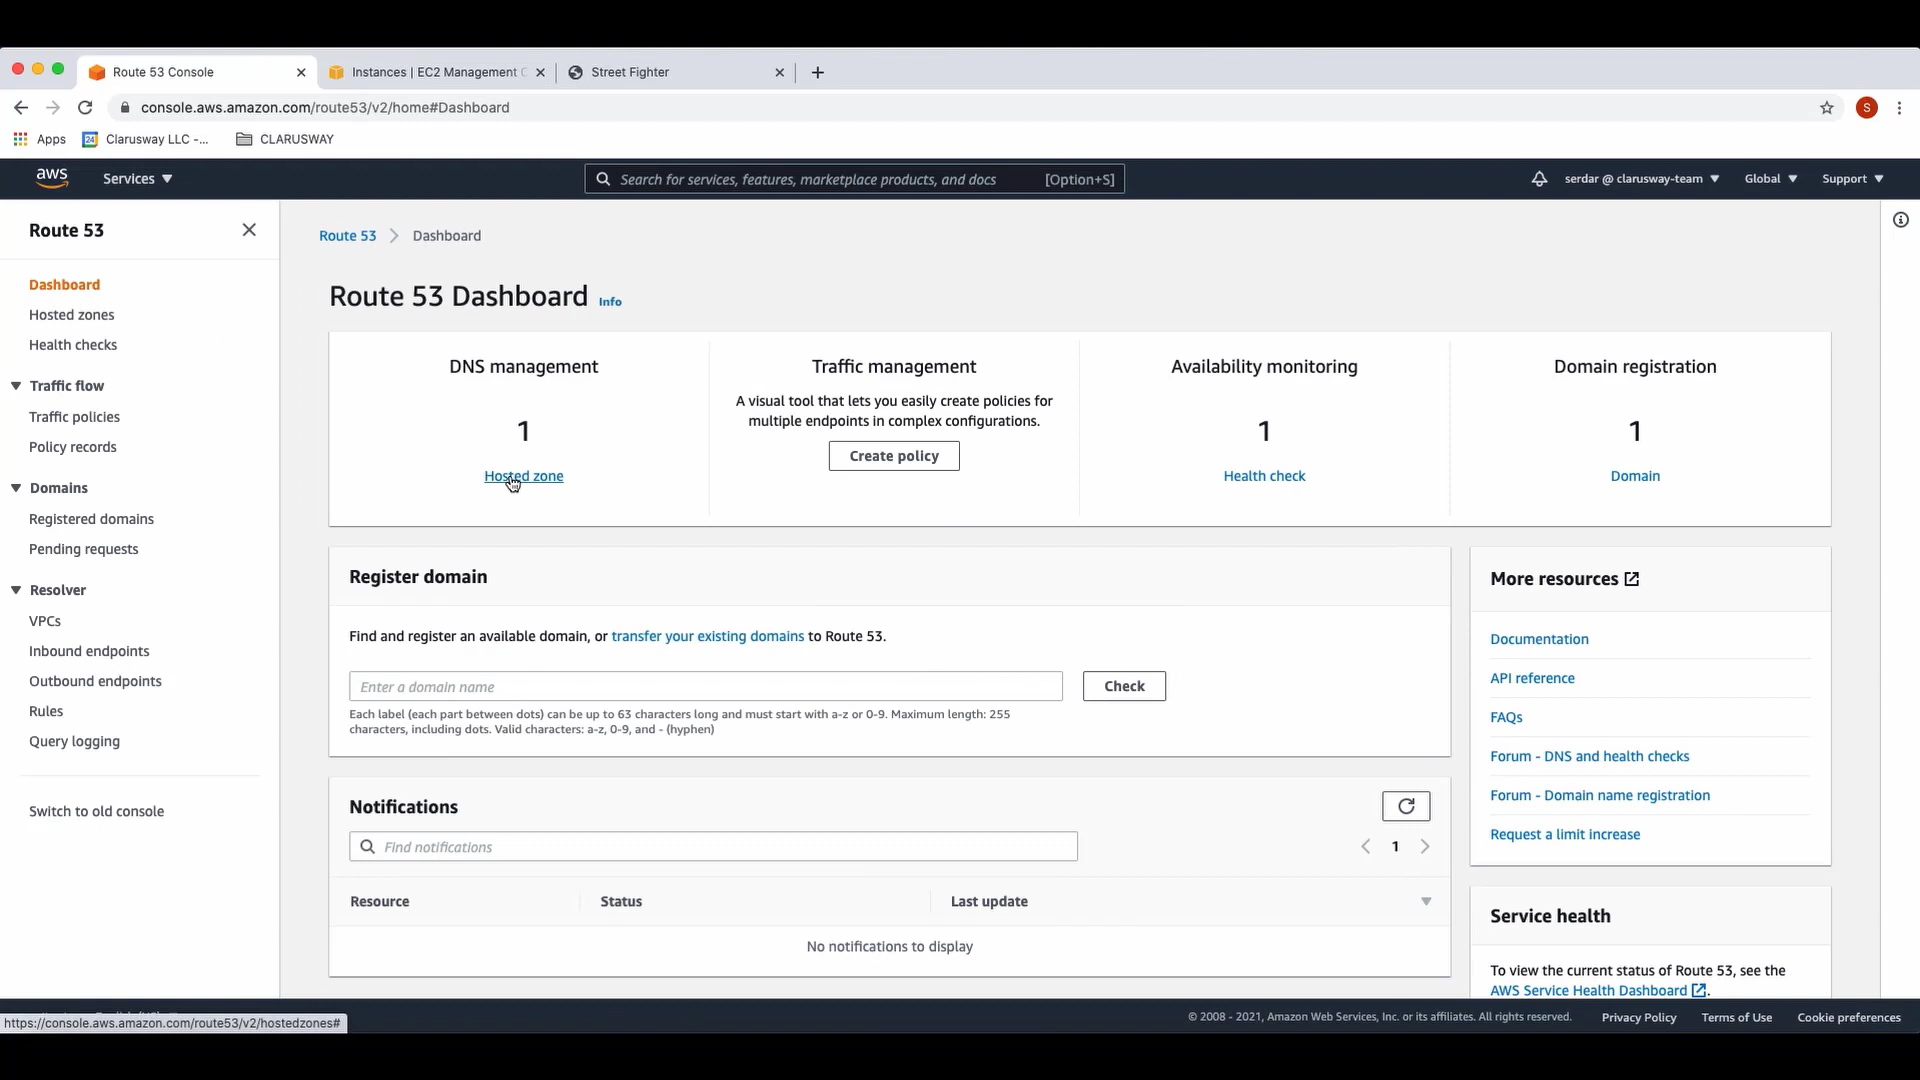 Route 53 Console
Instances | EC2 Management C
Street Fighter
console.aws.amazon.com/route53/v2/home#Dashboard
S
Apps
24
Clarusway LLC -...
CLARUSWAY
aws
Services
Search for services, features, marketplace products, and docs
[Option+S]
serdar @ clarusway-team
Global
Support
Route 53
Dashboard
Hosted zones
Health checks
Traffic flow
Traffic policies
Policy records
Domains
Registered domains
Pending requests
Resolver
VPCs
Inbound endpoints
Outbound endpoints
Rules
Query logging
Switch to old console
Route 53
Dashboard
Route 53 Dashboard
Info
DNS management
1
Hosted zone
Traffic management
A visual tool that lets you easily create policies for
multiple endpoints in complex configurations.
Create policy
Availability monitoring
1
Health check
Domain registration
1
Domain
Register domain
Find and register an available domain, or transfer your existing domains to Route 53.
Enter a domain name
Check
Each label (each part between dots) can be up to 63 characters long and must start with a-z or 0-9. Maximum length: 255
characters, including dots. Valid characters: a-z, 0-9, and - (hyphen)
Notifications
Find notifications
1
Resource
Status
Last update
No notifications to display
More resources
Documentation
API reference
FAQs
Forum - DNS and health checks
Forum - Domain name registration
Request a limit increase
Service health
To view the current status of Route 53, see the
AWS Service Health Dashboard.
https://console.aws.amazon.com/route53/v2/hostedzones#
© 2008 - 2021, Amazon Web Services, Inc. or its affiliates. All rights reserved.
Privacy Policy
Terms of Use
Cookie preferences